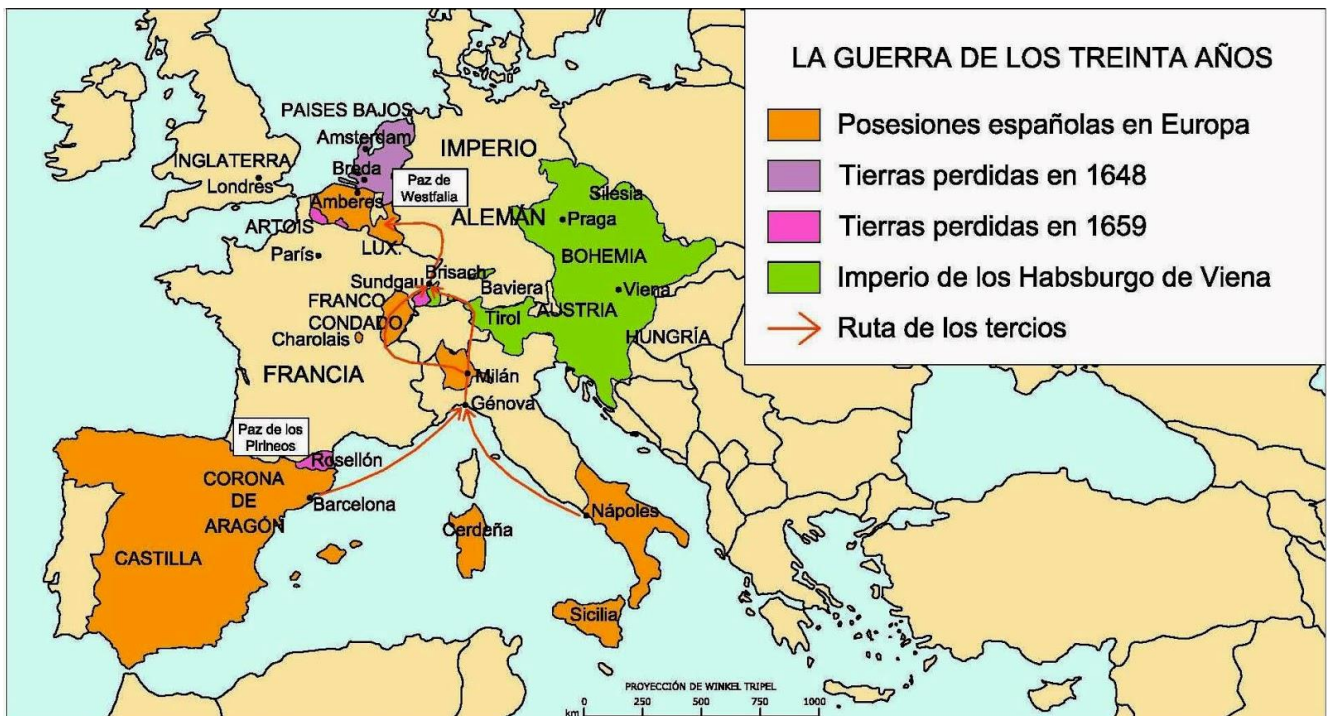 LA GUERRA DE LOS TREINTA AÑOS
Posesiones españolas en Europa
Tierras perdidas en 1648
Tierras perdidas en 1659
Imperio de los Habsburgo de Viena
Ruta de los tercios
PAISES BAJOS
Amsterdam
IMPERIO
ALEMÁN
INGLATERRA
Londres
Breda
Paz de
Westfalia
Amberes
Silesia
Praga
ARTOIS
LUX.
BOHEMIA
París
Sundgau
Brisach
Baviera
Viena
FRANCO
CONDADO
Tirol
AUSTRIA
HUNGRÍA
Charolais
FRANCIA
Milán
Génova
Paz de los
Pirineos
Rosellón
CORONA
DE
ARAGÓN
Barcelona
Nápoles
Cerdeña
CASTILLA
Sicilia
PROYECCIÓN DE WINKEL TRIPEL
km 0 250 500 750 1000